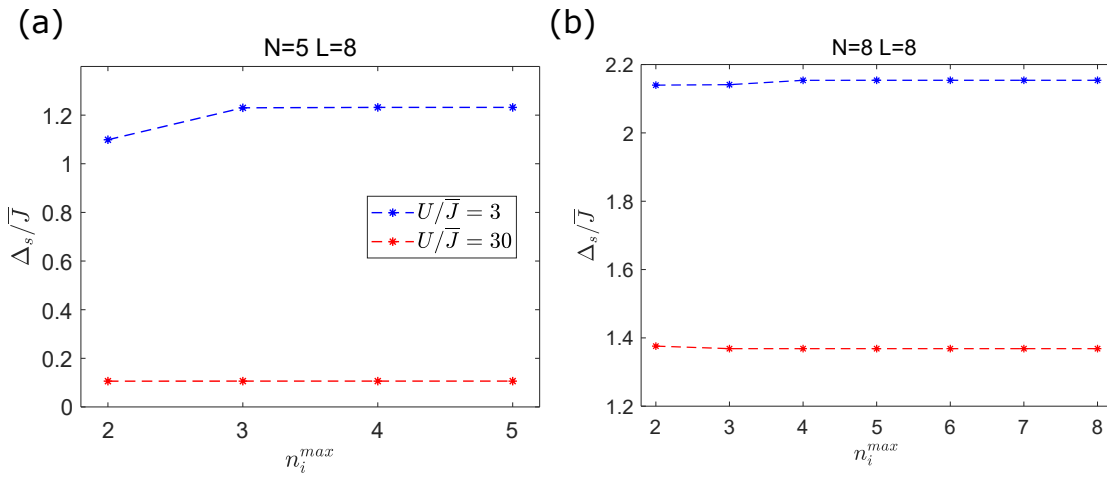 (a)
N=5 L=8
1.2
1
0.8
0.6
0.4
0.2
0
Δ_s/J̅
U/J̅ = 3
U/J̅ = 30
2
3
4
5
n_i^{max}
(b)
N=8 L=8
2.2
2
1.8
1.6
1.4
1.2
Δ_s/J̅
2
3
4
5
6
7
8
n_i^{max}